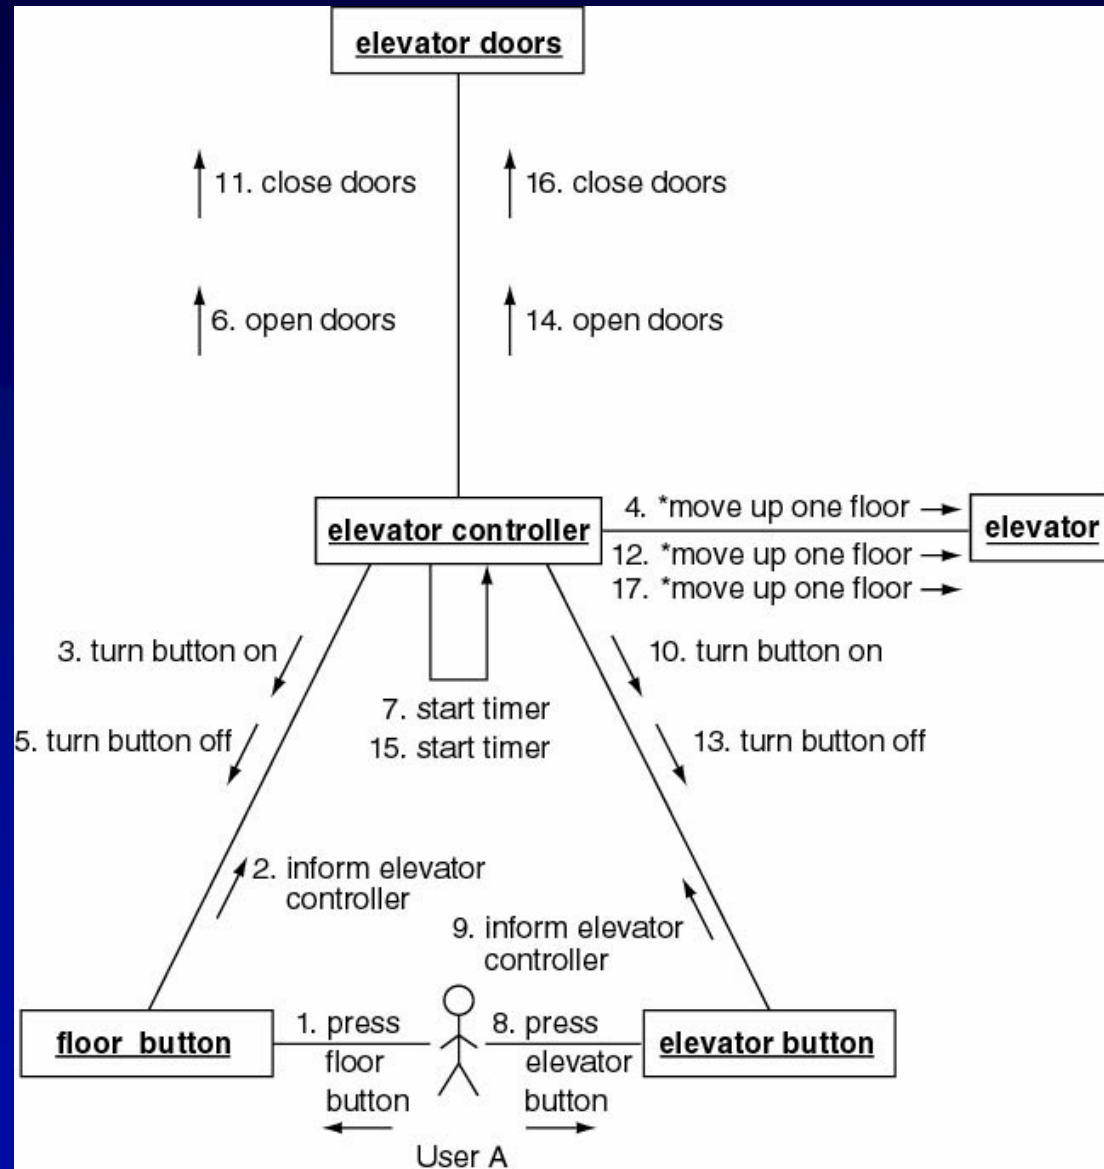 elevator doors
11. close doors
16. close doors
6. open doors
14. open doors
elevator controller
4. *move up one floor
elevator
12. *move up one floor
17. *move up one floor
3. turn button on
10. turn button on
7. start timer
5. turn button off
15. start timer
13. turn button off
2. inform elevator
controller
9. inform elevator
controller
floor button
1. press
floor
button
8. press
elevator
button
elevator button
User A